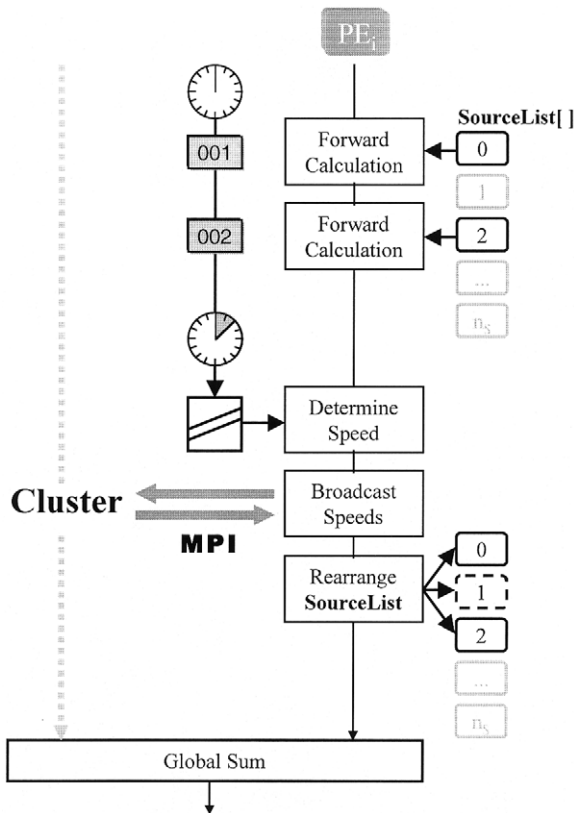 PEi
SourceList[ ]
001
Forward
Calculation
0
1
002
Forward
Calculation
2
...
ns
Determine
Speed
Cluster
MPI
Broadcast
Speeds
Rearrange
SourceList
0
1
2
...
ns
Global Sum